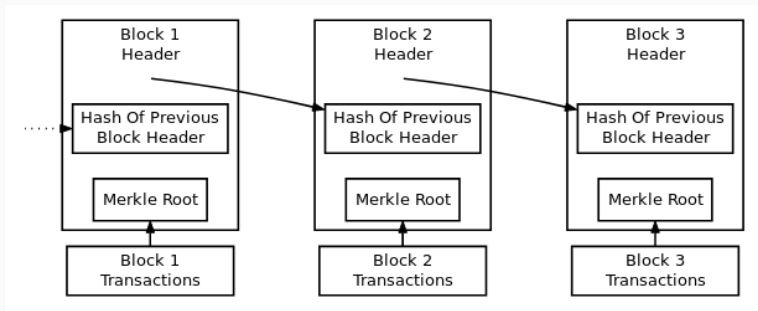 Block 1
Header
Hash Of Previous
Block Header
Merkle Root
Block 1
Transactions
Block 2
Header
Hash Of Previous
Block Header
Merkle Root
Block 2
Transactions
Block 3
Header
Hash Of Previous
Block Header
Merkle Root
Block 3
Transactions